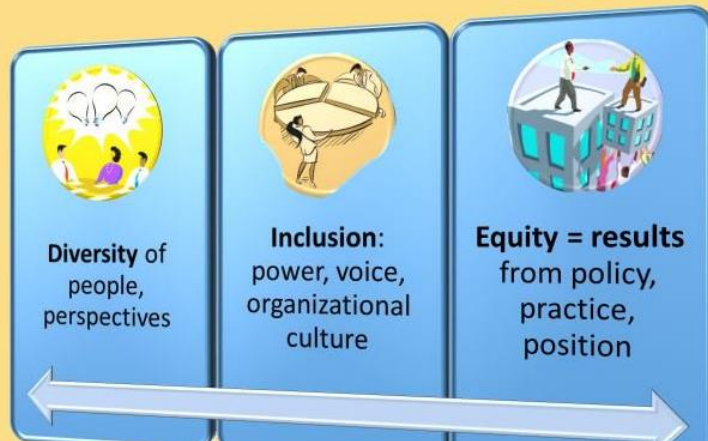 Diversity of
people,
perspectives
Inclusion:
power, voice,
organizational
culture
Equity = results
from policy,
practice,
position